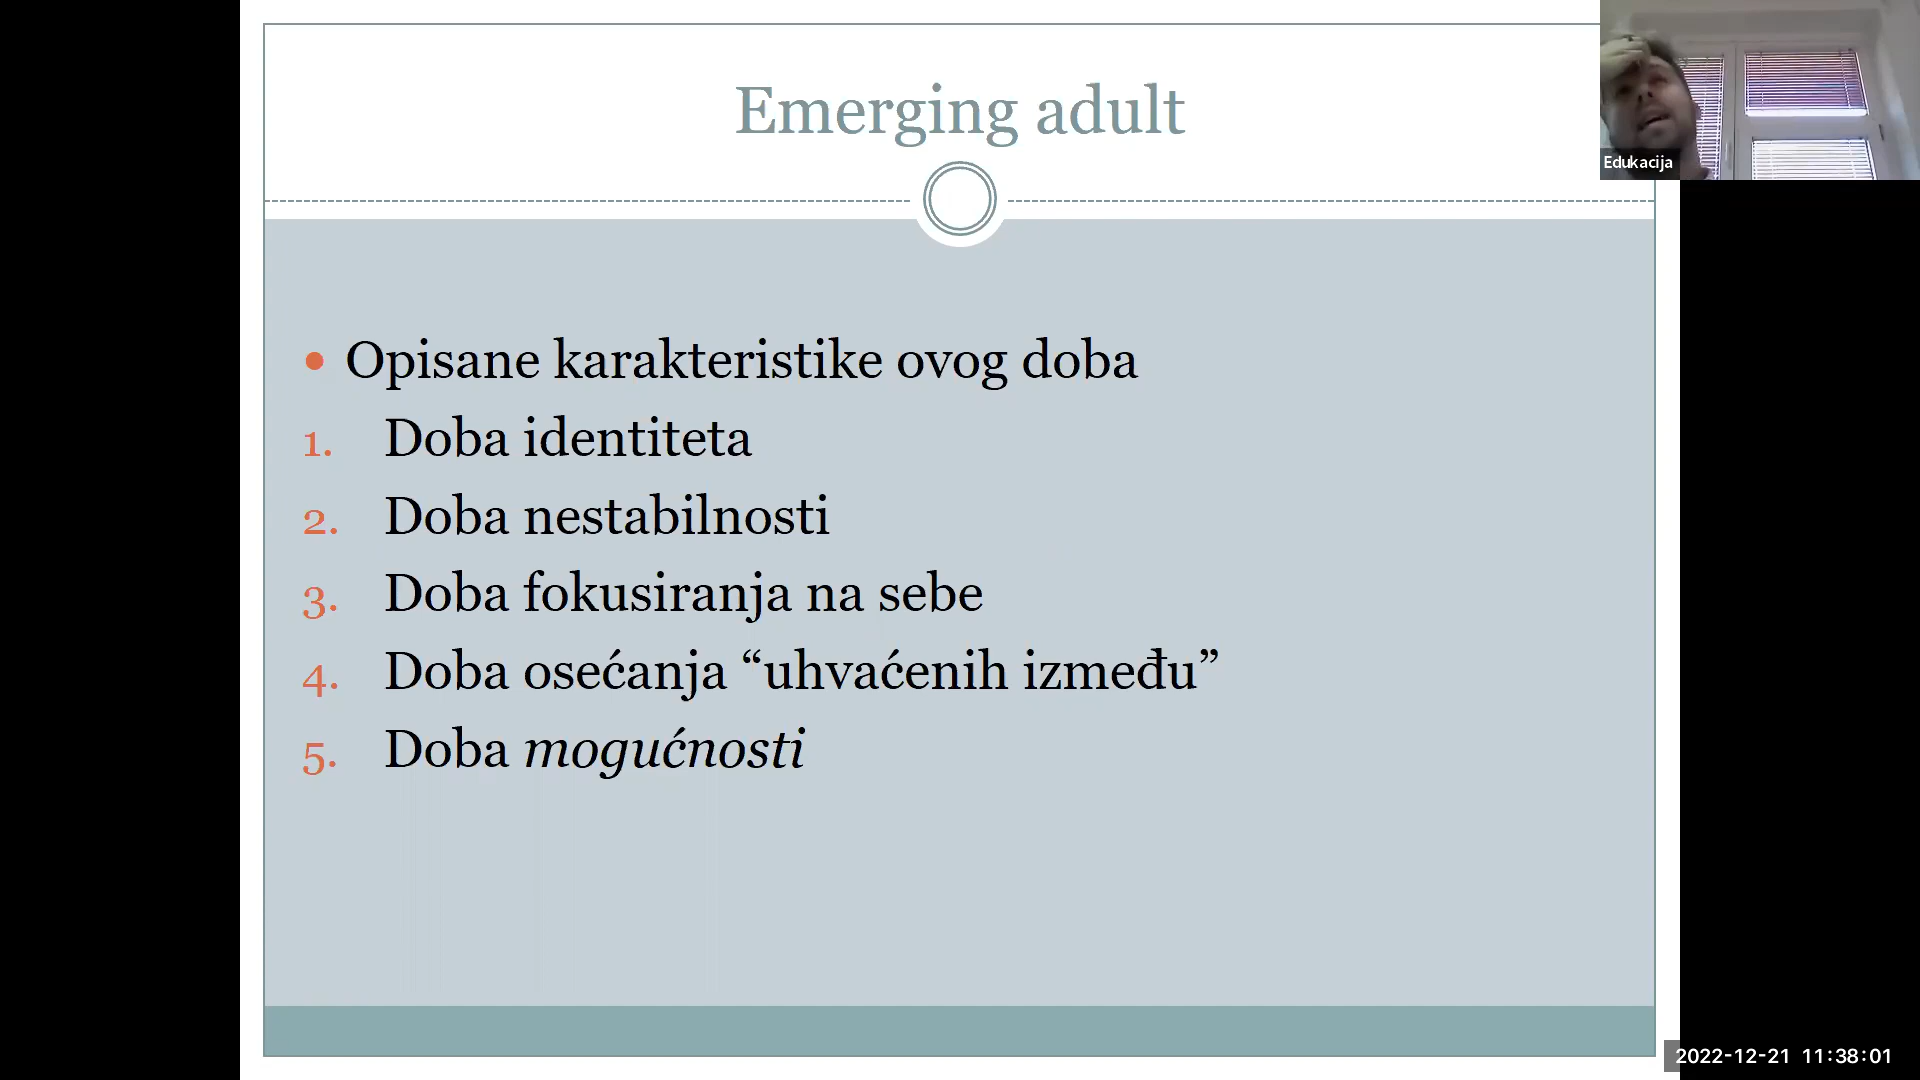 Emerging adult
Edukacija
• Opisane karakteristike ovog doba
1. Doba identiteta
2. Doba nestabilnosti
3. Doba fokusiranja na sebe
4. Doba osećanja “uhvaćenih između”
5. Doba mogućnosti
2022-12-21 11:38:01